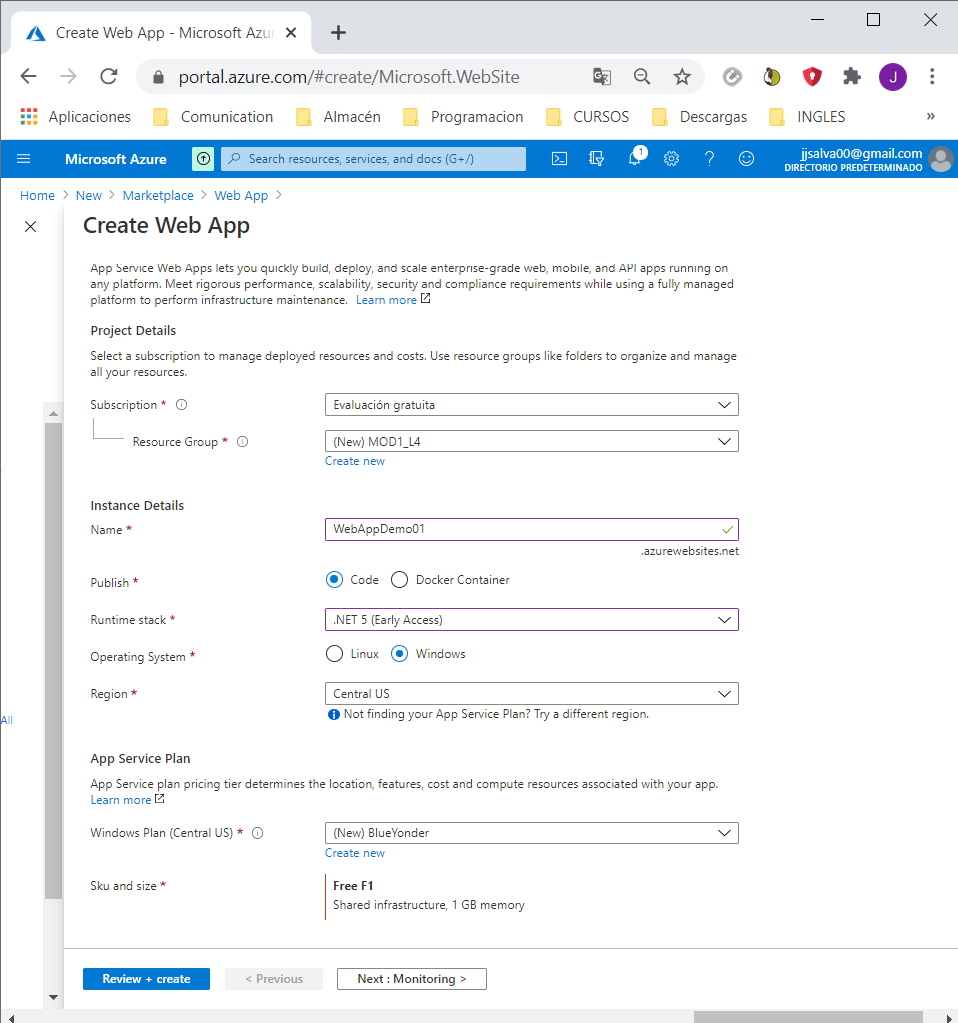 Create Web App - Microsoft Azu
portal.azure.com/#create/Microsoft.WebSite
J
Aplicaciones
Comunication
Almacén
Programacion
CURSOS
Descargas
INGLES
»
Microsoft Azure
Search resources, services, and docs (G+/)
1
jjsalva00@gmail.com
DIRECTORIO PREDETERMINADO
Home > New > Marketplace > Web App >
Create Web App
App Service Web Apps lets you quickly build, deploy, and scale enterprise-grade web, mobile, and API apps running on
any platform. Meet rigorous performance, scalability, security and compliance requirements while using a fully managed
platform to perform infrastructure maintenance. Learn more
Project Details
Select a subscription to manage deployed resources and costs. Use resource groups like folders to organize and manage
all your resources.
Subscription *
Evaluación gratuita
Resource Group *
(New) MOD1_L4
Create new
Instance Details
Name *
WebAppDemo01
.azurewebsites.net
Publish *
Code
Docker Container
Runtime stack *
.NET 5 (Early Access)
Operating System *
Linux
Windows
Region *
Central US
Not finding your App Service Plan? Try a different region.
All
App Service Plan
App Service plan pricing tier determines the location, features, cost and compute resources associated with your app.
Learn more
Windows Plan (Central US) *
(New) BlueYonder
Create new
Sku and size *
Free F1
Shared infrastructure, 1 GB memory
Review + create
< Previous
Next : Monitoring >